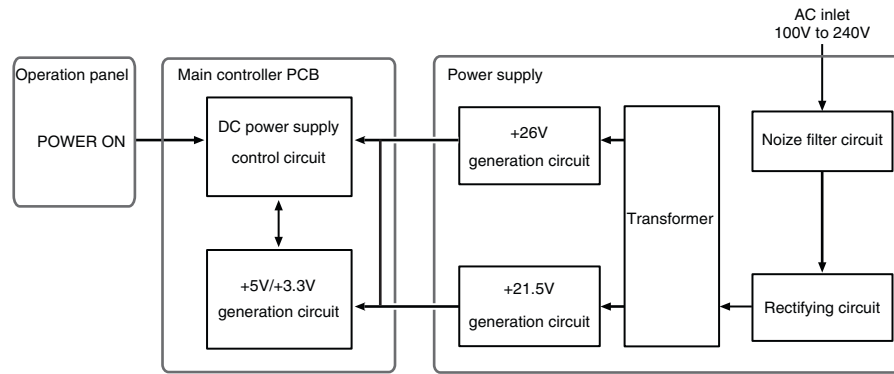 AC inlet
100V to 240V
Operation panel
POWER ON
Main controller PCB
DC power supply
control circuit
+5V/+3.3V
generation circuit
Power supply
+26V
generation circuit
+21.5V
generation circuit
Transformer
Noize filter circuit
Rectifying circuit